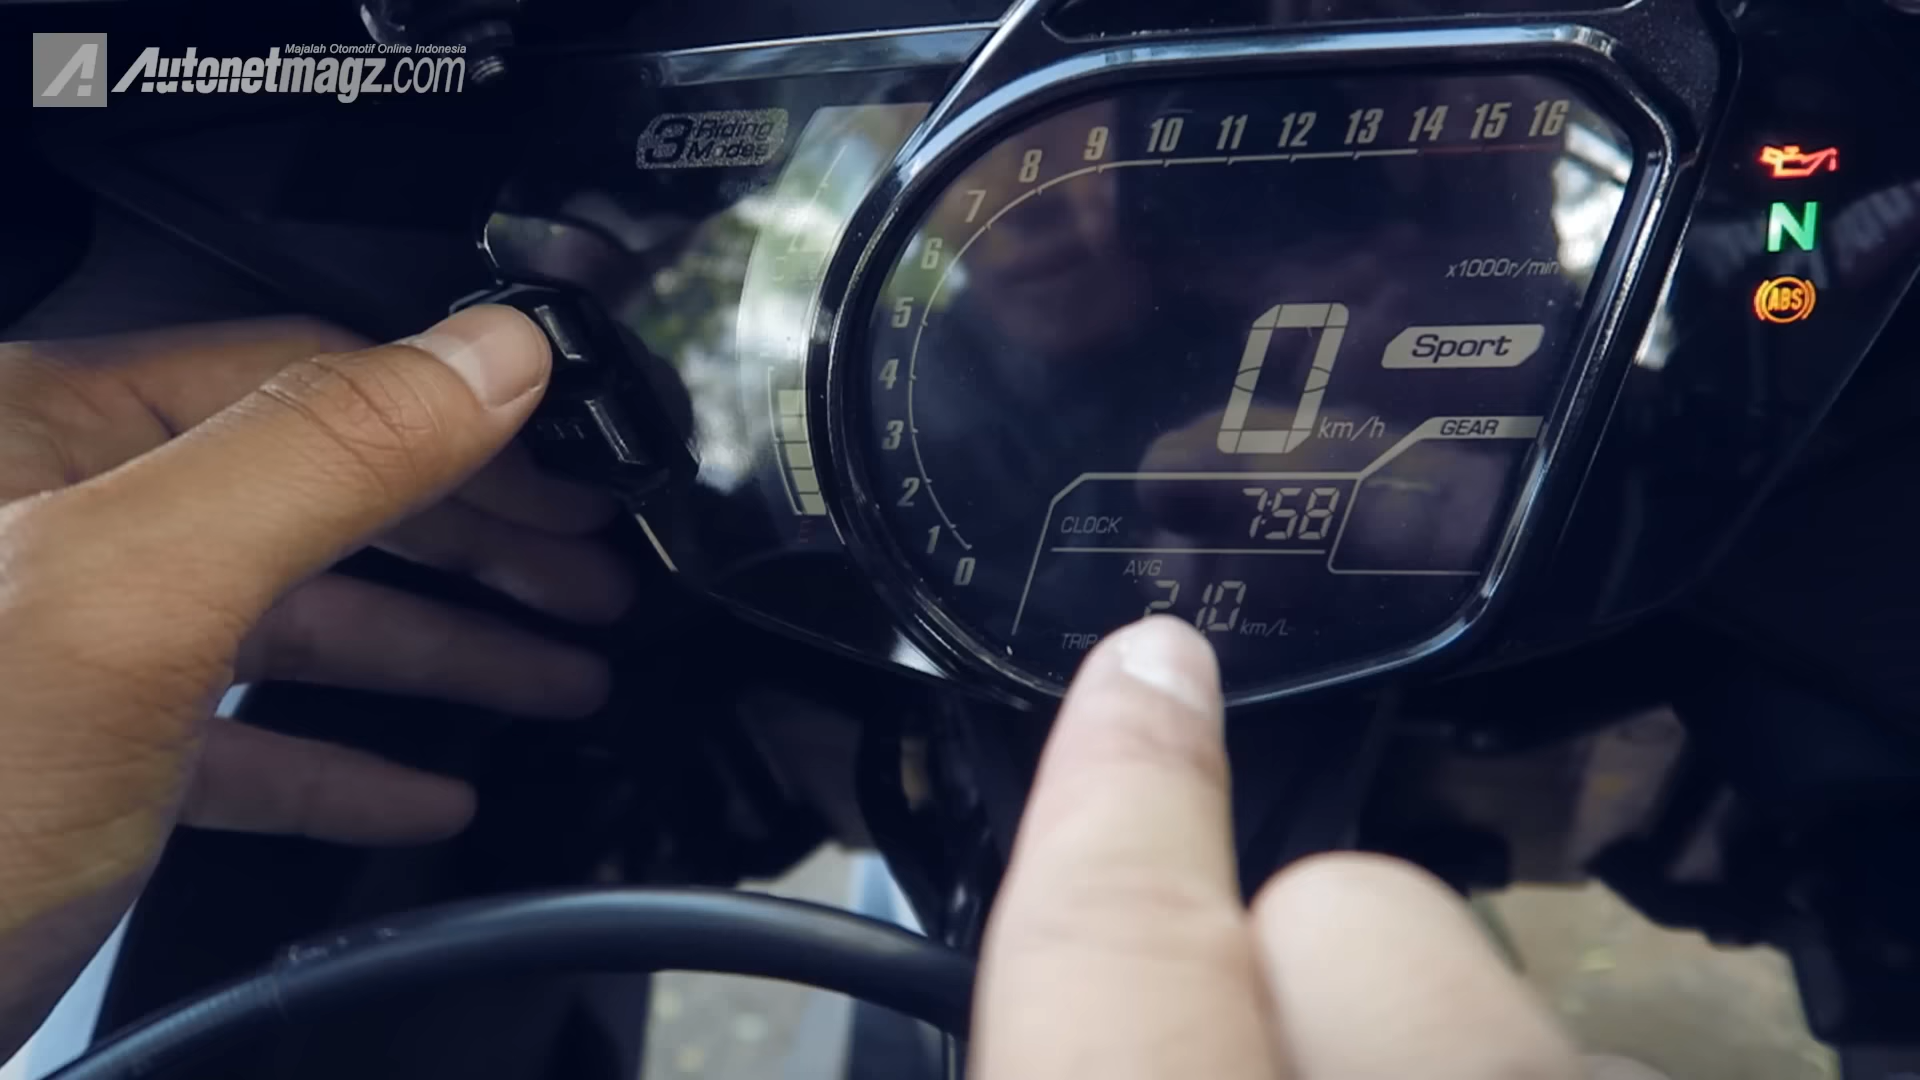 Majalah Otomotif Online Indonesia
Autonetmagz.com
3 Riding Modes
0 1 2 3 4 5 6 7 8 9 10 11 12 13 14 15 16
x1000r/min
N
ABS
Sport
0 km/h
GEAR
CLOCK 7:58
AVG
21.0 km/L
TRIP
E